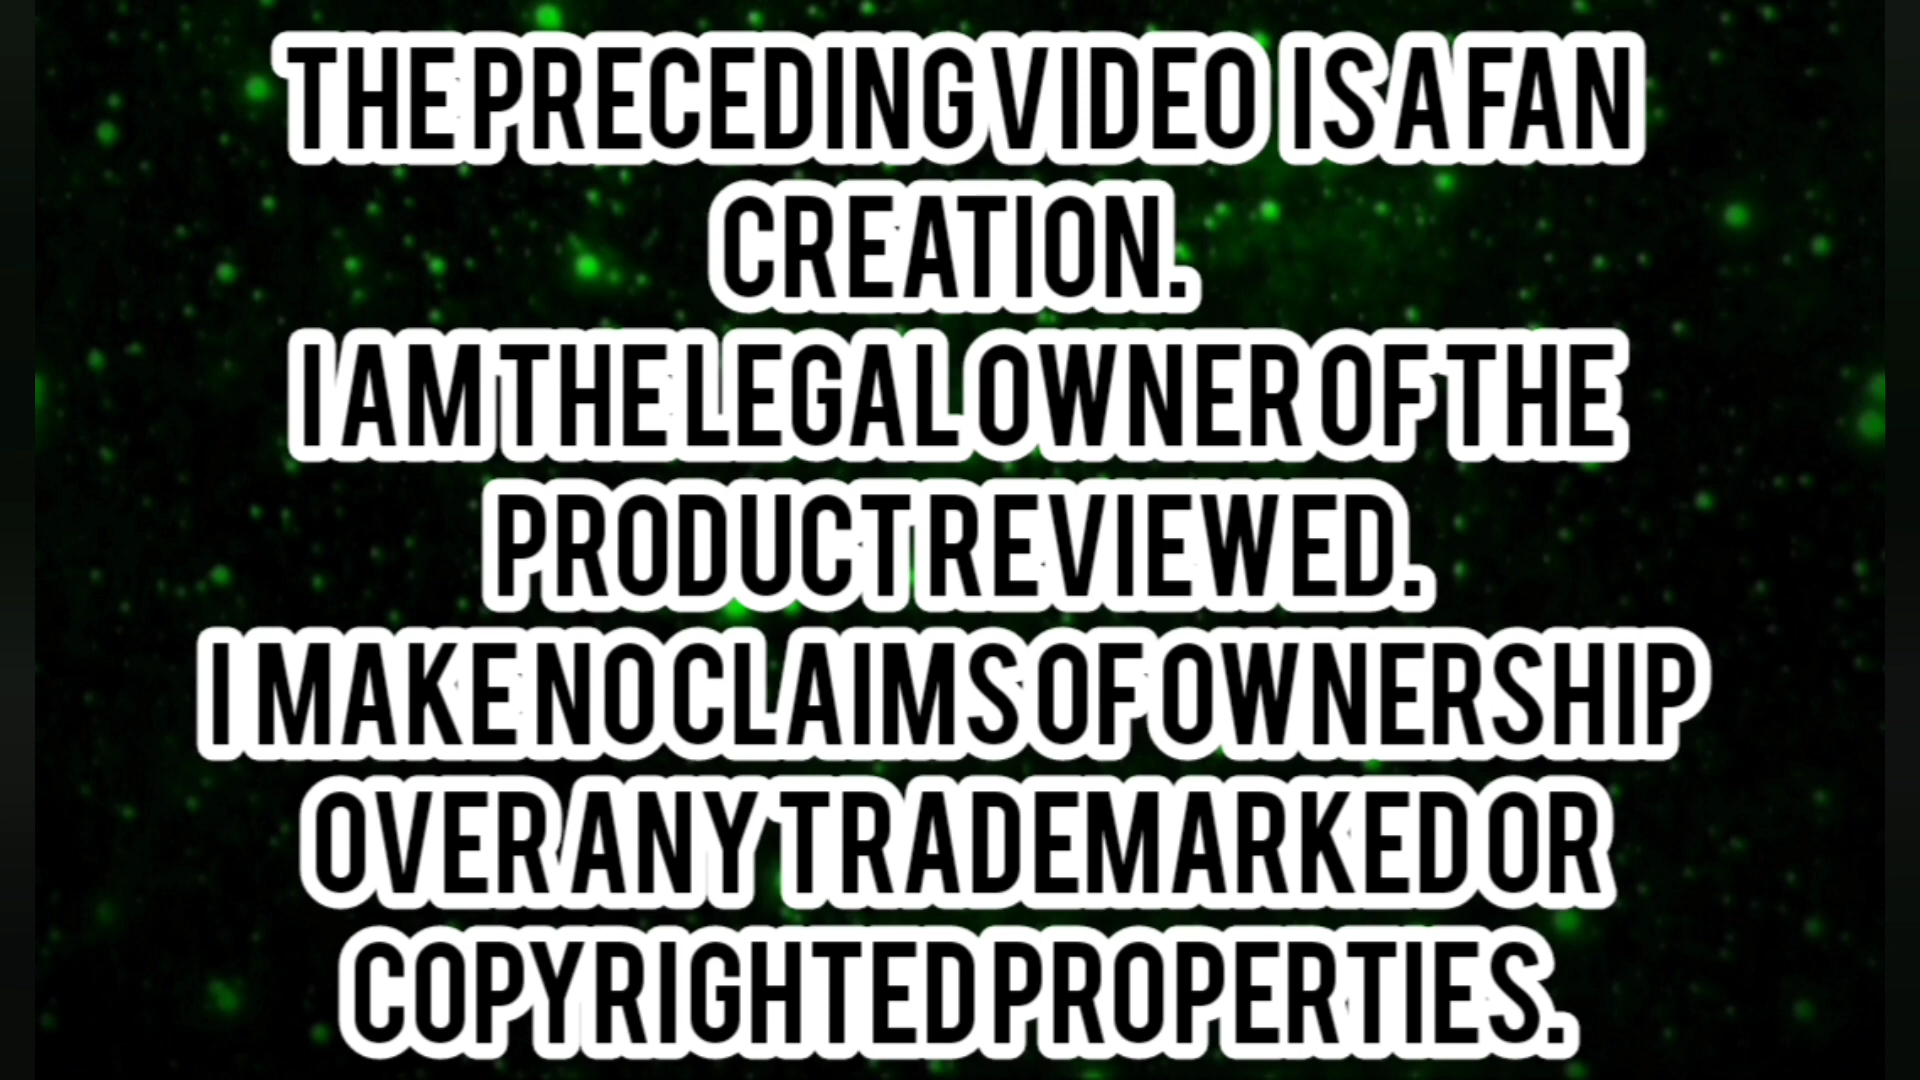 THE PRECEDING VIDEO IS A FAN
CREATION.
I AM THE LEGAL OWNER OF THE
PRODUCT REVIEWED.
I MAKE NO CLAIMS OF OWNERSHIP
OVER ANY TRADEMARKED OR
COPYRIGHTED PROPERTIES.